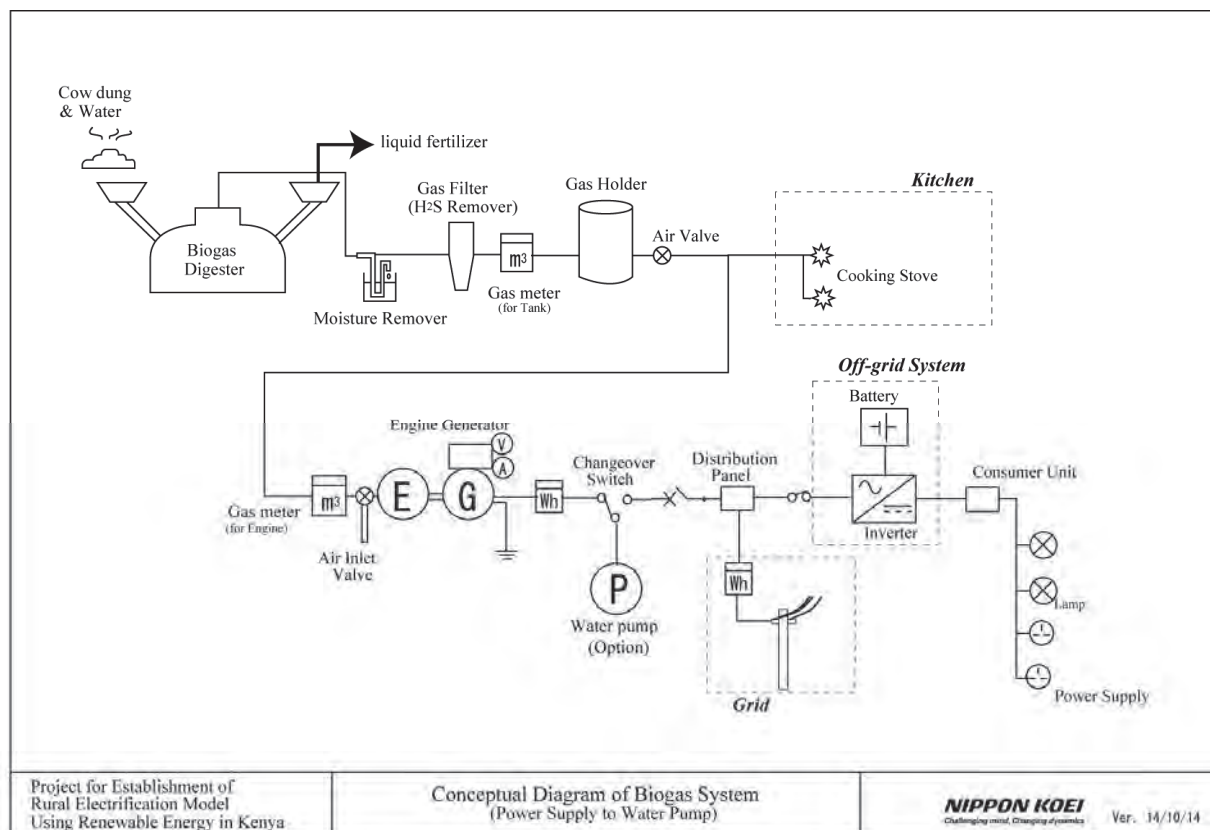 Cow dung
& Water
liquid fertilizer
Biogas
Digester
Moisture Remover
Gas Filter
(H2S Remover)
m3
Gas meter
(for Tank)
Gas Holder
Air Valve
Kitchen
Cooking Stove
Off-grid System
Battery
Inverter
Engine Generator
V
A
m3
Gas meter
(for Engine)
Air Inlet
Valve
E
G
Wh
Changeover
Switch
P
Water pump
(Option)
Distribution
Panel
Wh
Grid
Consumer Unit
Lamp
Power Supply
Project for Establishment of
Rural Electrification Model
Using Renewable Energy in Kenya
Conceptual Diagram of Biogas System
(Power Supply to Water Pump)
NIPPON KOEI
Challenging mind, Changing dynamics
Ver. 14/10/14